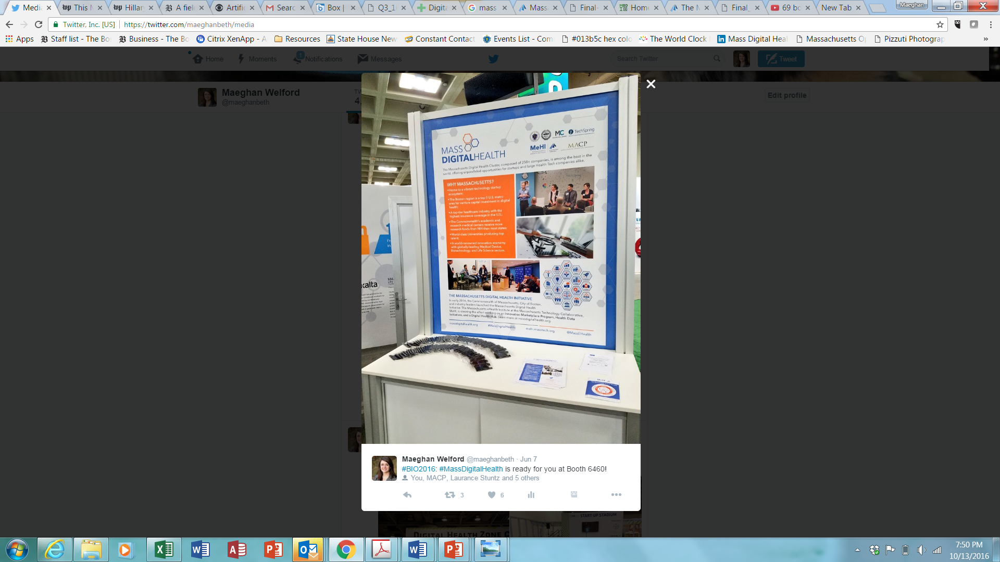 Maeghan
Media
This
Hillar
A fiel
Artific
Searc
Box |
Q3_1
Digita
mass
Mass
Final-
Home
The M
Final_
69 bo
New Tab
Twitter, Inc. [US]
https://twitter.com/maeghanbeth/media
Apps
Staff list - The Bo
Business - The Bo
Citrix XenApp - A
Resources
State House New
Constant Contact
Events List - Com
#013b5c hex colo
The World Clock
Mass Digital Heal
Massachusetts O
Pizzuti Photograp
»
Home
Moments
1
Notifications
Messages
Search Twitter
Tweet
Maeghan Welford
@maeghanbeth
Edit profile
MASS
DIGITALHEALTH
MC
TechSpring
MeHI
MACP
The Massachusetts Digital Health Cluster, composed of 250+ companies, is among the best in the
world, offering unparalleled opportunities for startups and large Health Tech companies alike.
WHY MASSACHUSETTS?
•Home to a vibrant technology startup
ecosystem;
•The Boston region is a top 5 U.S. metro
area for venture capital investment in digital
health;
•A top-tier healthcare industry with the
highest insurance coverage in the U.S.;
•The Commonwealth's academic and
research medical centers receive more
research funds from NIH than most states;
•World-class Universities producing top
talent;
•A world-renowned innovation economy
with globally-leading Medical Device,
Biotechnology, and Life Science sectors.
THE MASSACHUSETTS DIGITAL HEALTH INITIATIVE
In early 2016, the Commonwealth of Massachusetts, City of Boston,
and industry leaders launched the Massachusetts Digital Health
Initiative. The Massachusetts eHealth Institute at the Massachusetts Technology Collaborative,
MeHI, is steering the effort working on an Innovation Marketplace Program, Health Data
Initiatives, and a Digital Health Hub. Learn more at massdigitalhealth.org
massdigitalhealth.org
#MassDigitalHealth
mehi.masstech.org
@MassEHealth
xalta
Maeghan Welford @maeghanbeth · Jun 7
#BIO2016: #MassDigitalHealth is ready for you at Booth 6460!
You, MACP, Laurance Stuntz and 5 others
3
6
START-UP STADIUM
DIGITAL HEALTH ZONE
7:50 PM
10/13/2016